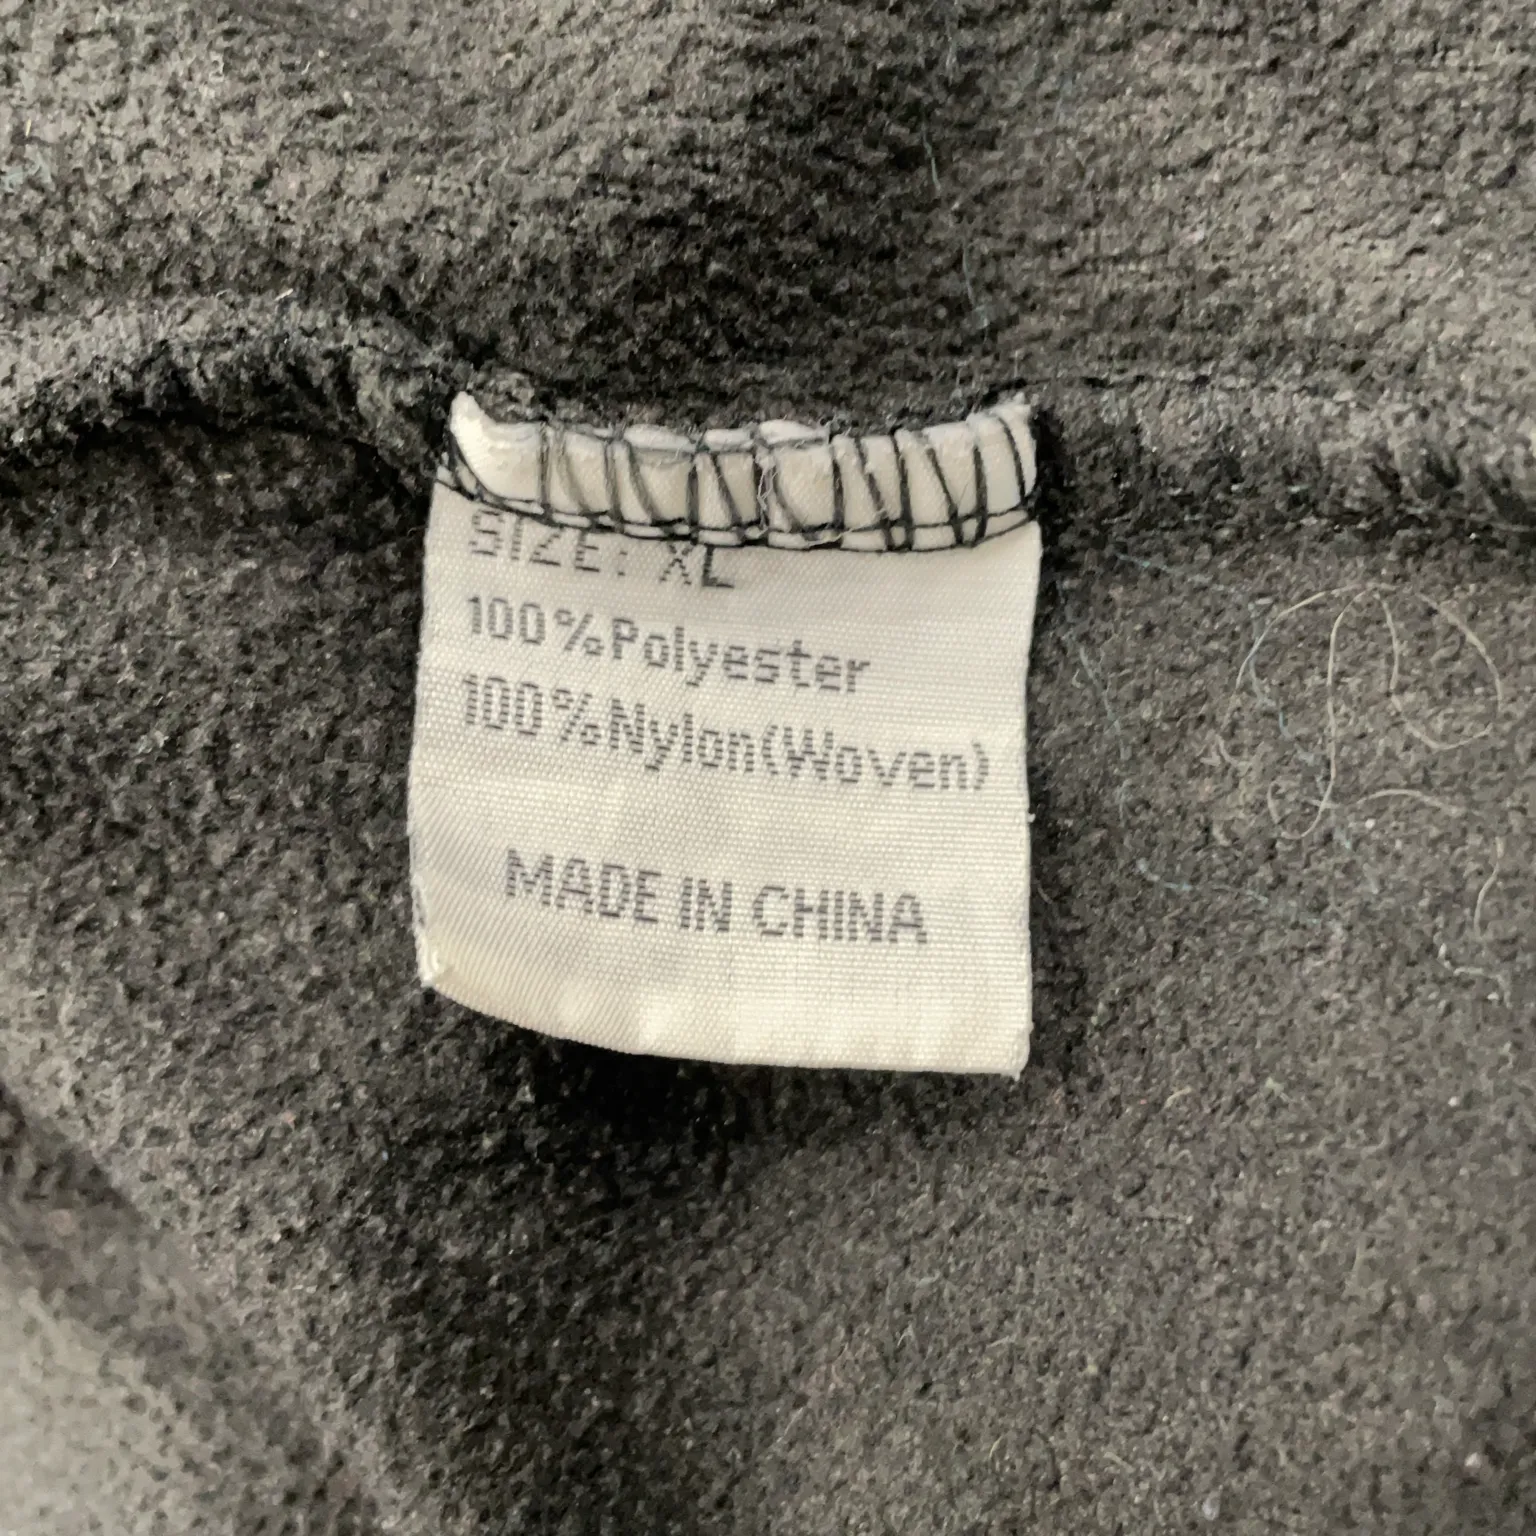 SIZE: XL
100%Polyester
100%Nylon(Woven)
MADE IN CHINA